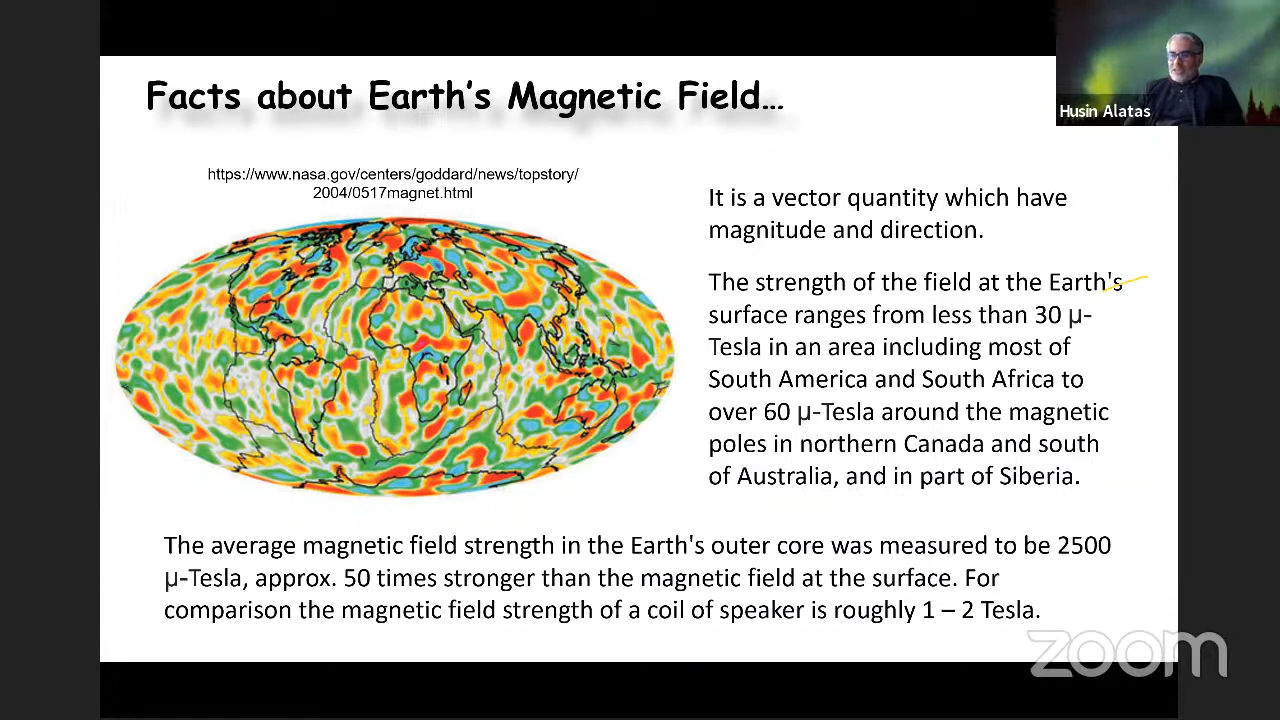 Facts about Earth's Magnetic Field…
Husin Alatas
https://www.nasa.gov/centers/goddard/news/topstory/
2004/0517magnet.html
It is a vector quantity which have
magnitude and direction.
The strength of the field at the Earth's
surface ranges from less than 30 μ-
Tesla in an area including most of
South America and South Africa to
over 60 μ-Tesla around the magnetic
poles in northern Canada and south
of Australia, and in part of Siberia.
The average magnetic field strength in the Earth's outer core was measured to be 2500
μ-Tesla, approx. 50 times stronger than the magnetic field at the surface. For
comparison the magnetic field strength of a coil of speaker is roughly 1 – 2 Tesla.
zoom